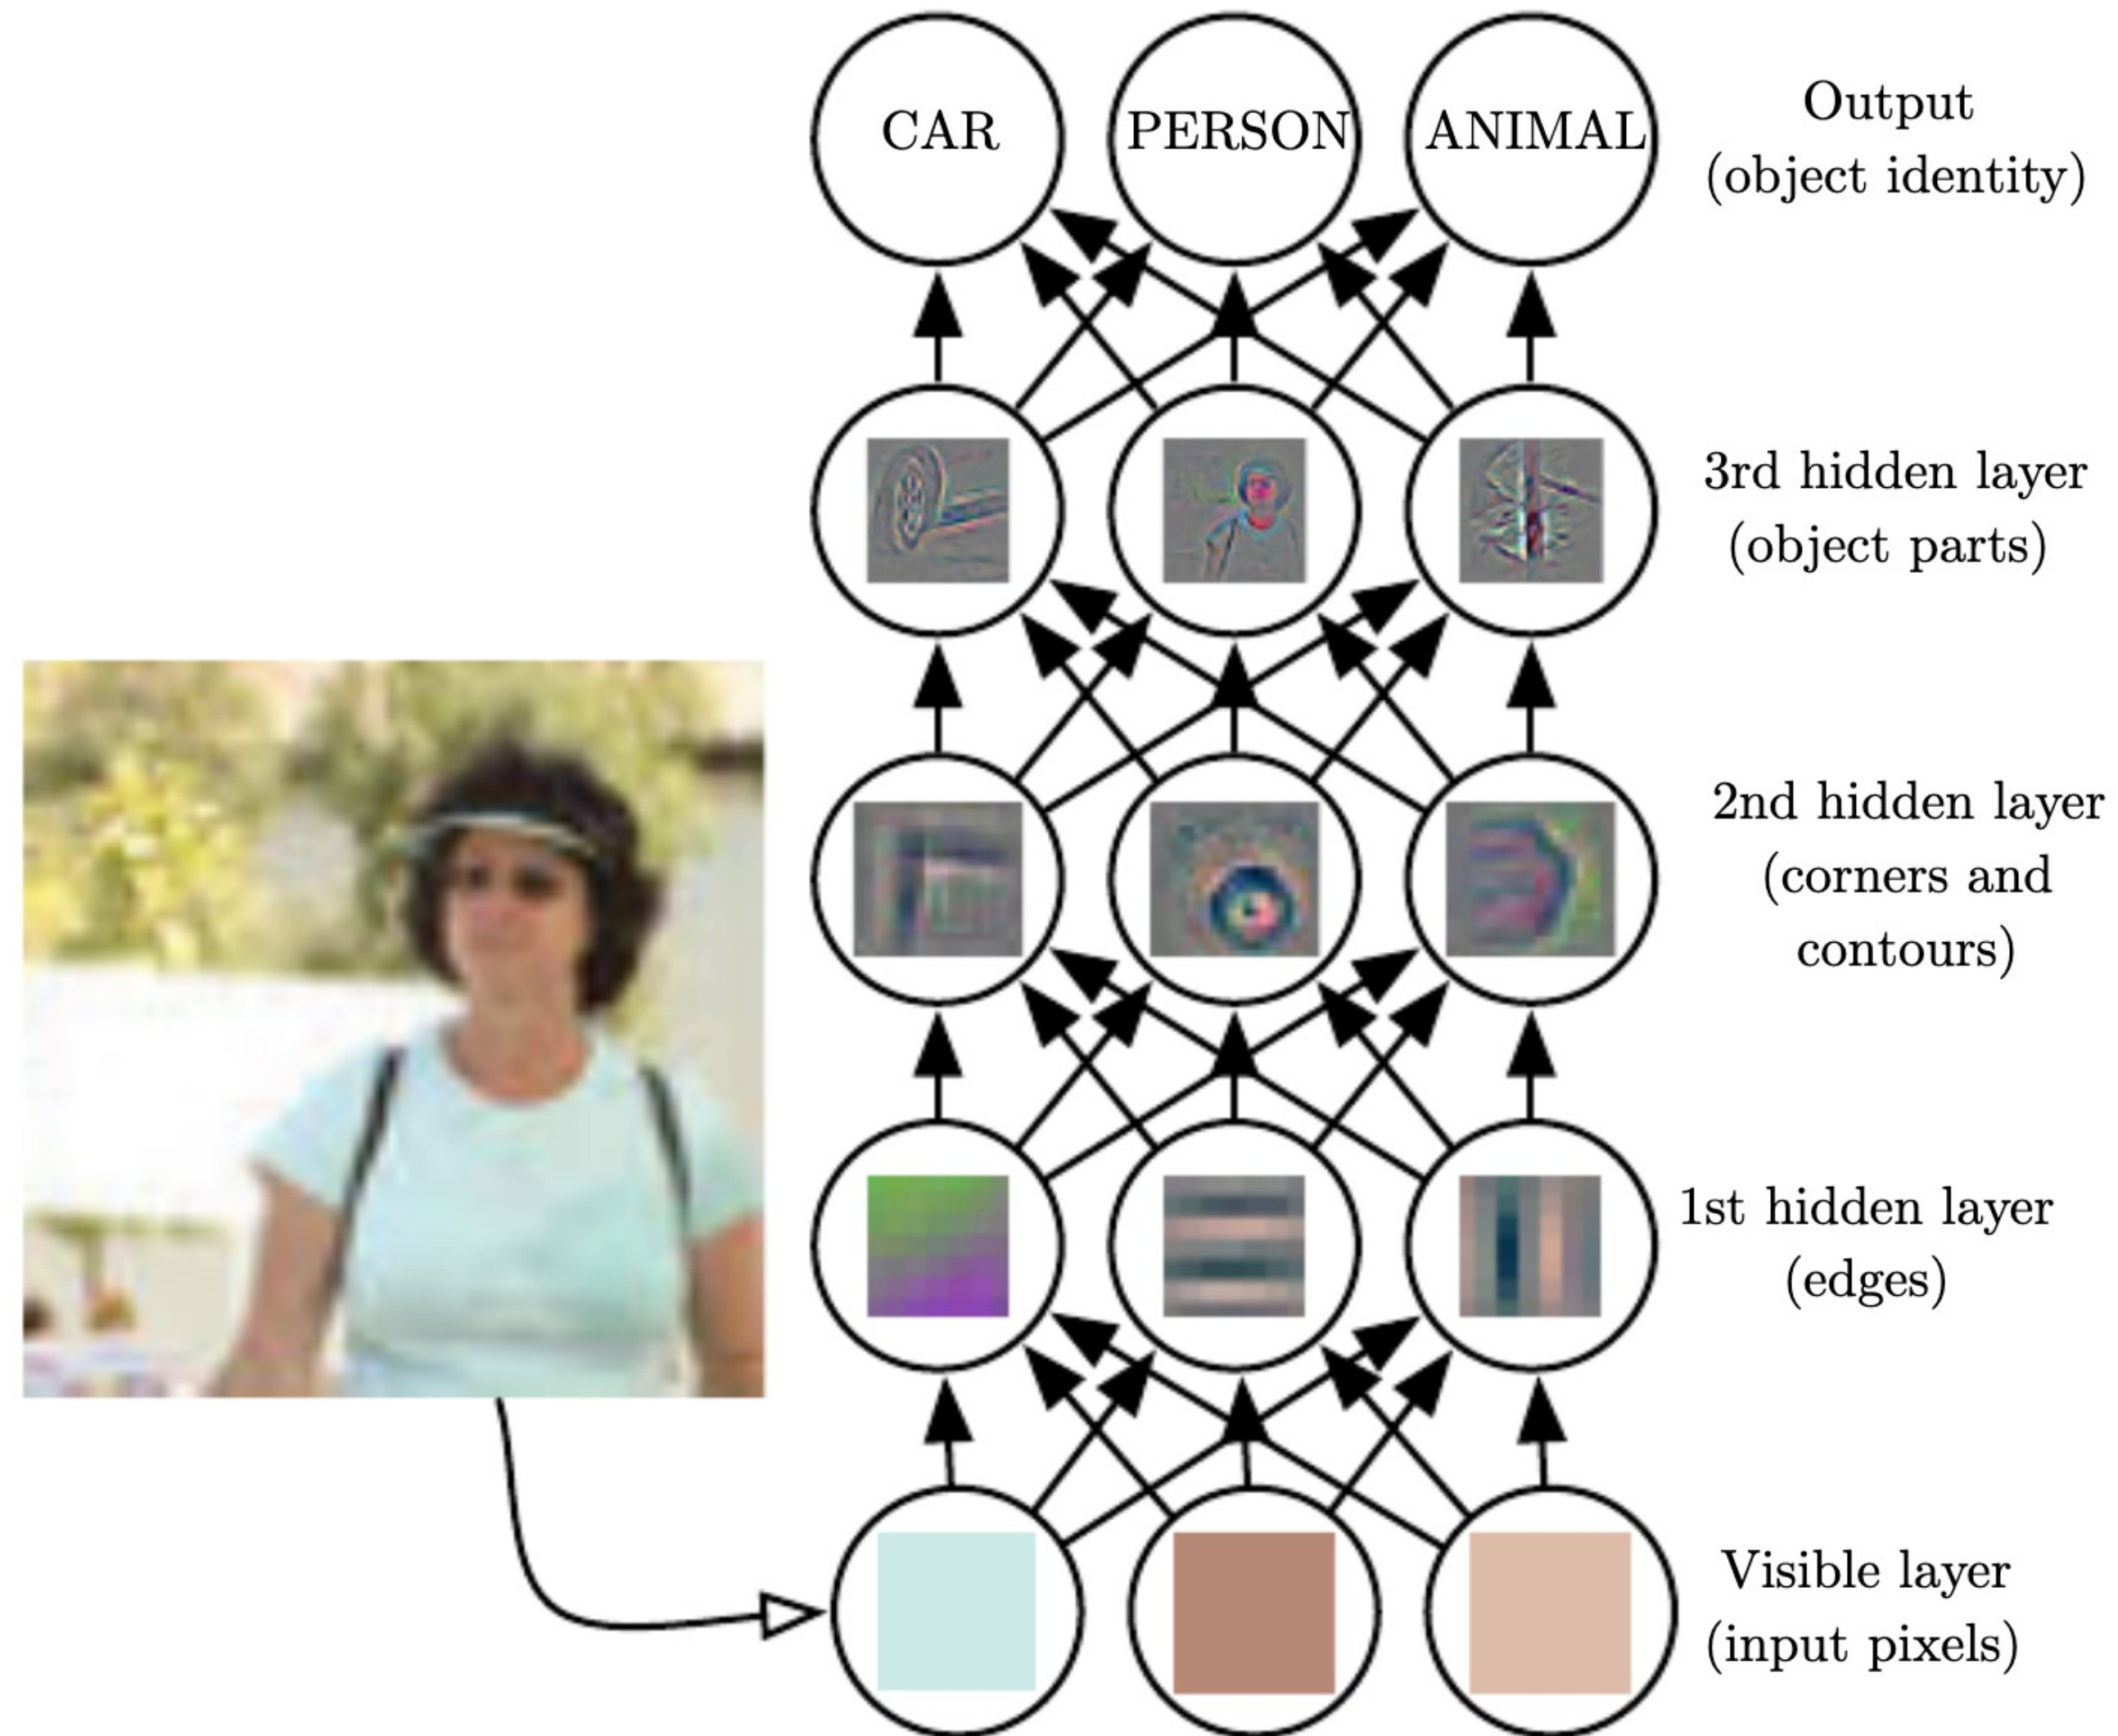 CAR
PERSON
ANIMAL
Output
(object identity)
3rd hidden layer
(object parts)
2nd hidden layer
(corners and
contours)
1st hidden layer
(edges)
Visible layer
(input pixels)